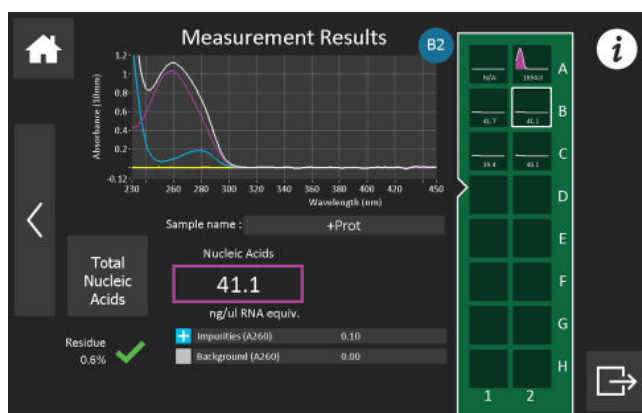 Measurement Results
B2
i
1.2
1
0.8
0.6
0.4
0.2
-0.12
Absorbance (10mm)
230 260 280 300 320 340 360 380 400 420 450
Wavelength (nm)
Sample name : +Prot
Total
Nucleic
Acids
Nucleic Acids
41.1
ng/ul RNA equiv.
Residue
0.6%
Impurities (A260) 0.10
Background (A260) 0.00
N/A 1894.0 A
41.7 41.1 B
39.4 40.1 C
D
E
F
G
H
1 2